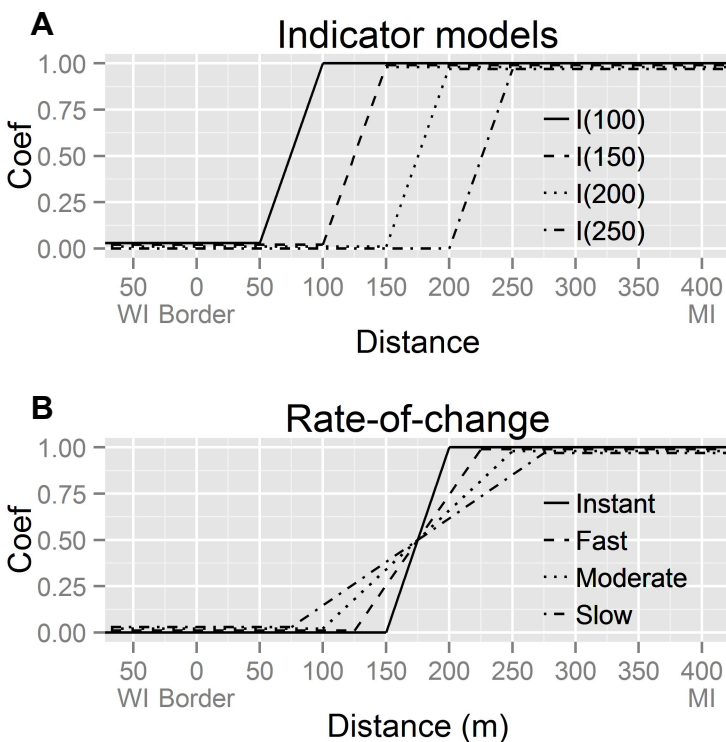 A
Indicator models
Coef
1.00
0.75
0.50
0.25
0.00
I(100)
I(150)
I(200)
I(250)
50 0 50 100 150 200 250 300 350 400
WI Border MI
Distance
B
Rate-of-change
Coef
1.00
0.75
0.50
0.25
0.00
Instant
Fast
Moderate
Slow
50 0 50 100 150 200 250 300 350 400
WI Border MI
Distance (m)